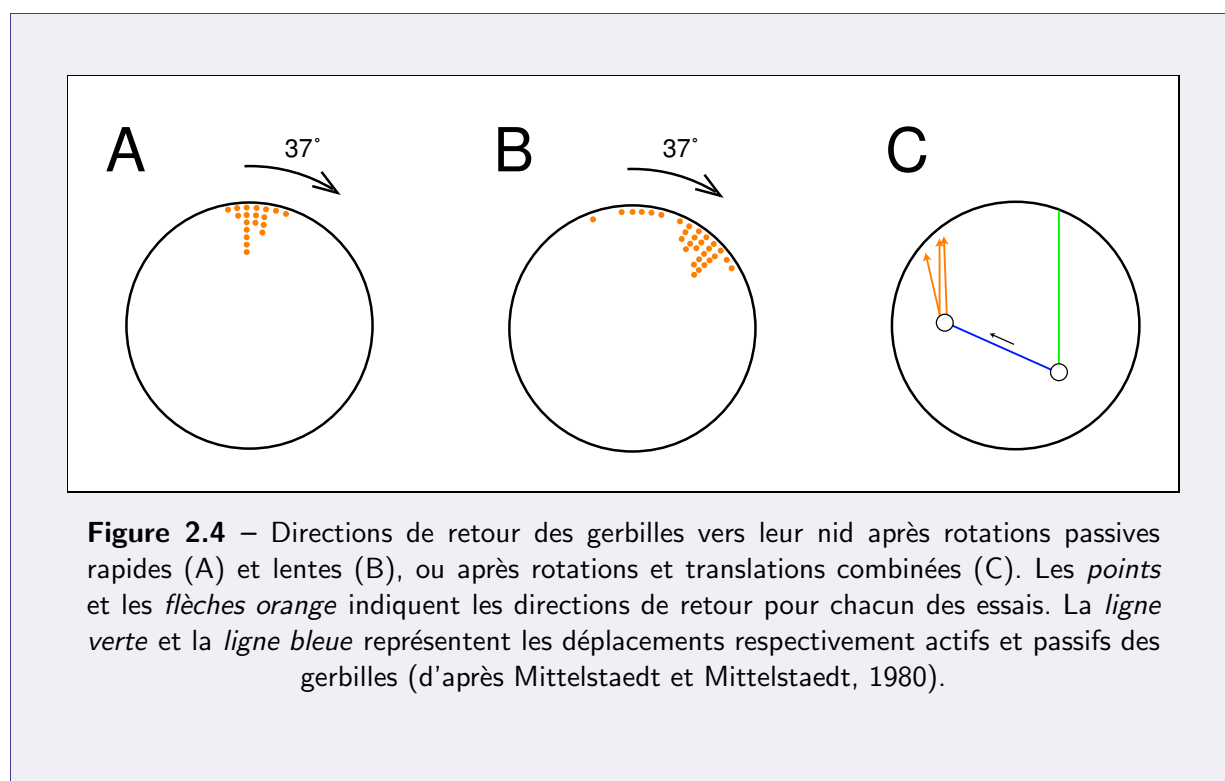 A
37°
B
37°
C
Figure 2.4 – Directions de retour des gerbilles vers leur nid après rotations passives
rapides (A) et lentes (B), ou après rotations et translations combinées (C). Les points
et les flèches orange indiquent les directions de retour pour chacun des essais. La ligne
verte et la ligne bleue représentent les déplacements respectivement actifs et passifs des
gerbilles (d'après Mittelstaedt et Mittelstaedt, 1980).